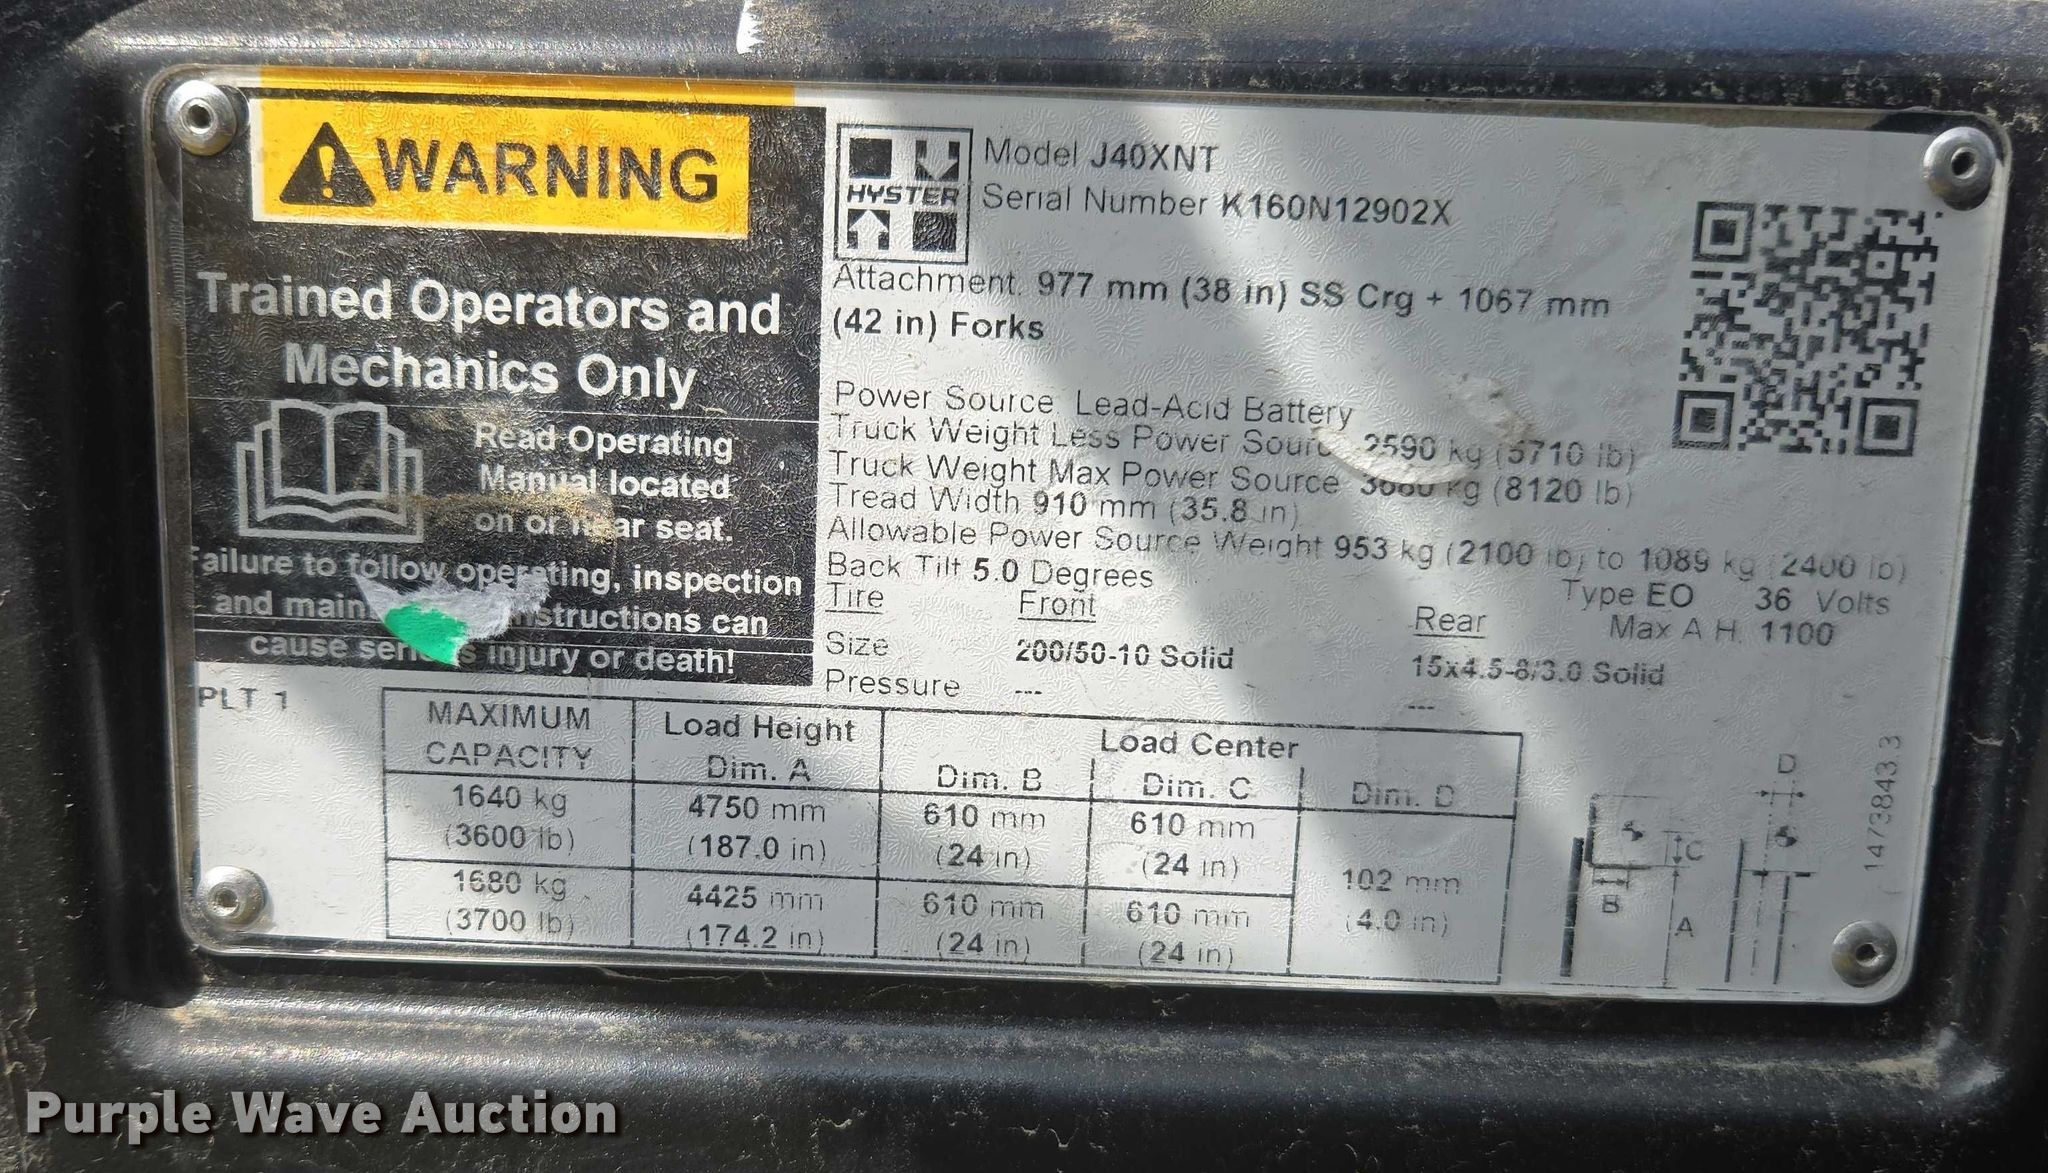 WARNING
Trained Operators and
Mechanics Only
Read Operating
Manual located
on or near seat.
Failure to follow operating, inspection
and instructions can
cause serious injury or death!
PLT 1
HYSTER
Model J40XNT
Serial Number K160N12902X
Attachment. 977 mm (38 in) SS Crg + 1067 mm
(42 in) Forks
Power Source. Lead-Acid Battery
Truck Weight Less Power Source 2590 kg (5710 lb)
Truck Weight Max Power Source kg (8120 lb)
Tread Width 910 mm (35.8 in)
Allowable Power Source Weight 953 kg (2100 lb) to 1089 kg (2400 lb)
Back Tilt 5.0 Degrees Type EO 36 Volts
Tire Front Rear Max A.H. 1100
Size 200/50-10 Solid 15x4.5-8/3.0 Solid
Pressure --- ---
MAXIMUM CAPACITY Load Height Dim. A Load Center
Dim. B Dim. C Dim. D
1640 kg 4750 mm 610 mm 610 mm
(3600 lb) (187.0 in) (24 in) (24 in)
102 mm
(4.0 in)
1680 kg 4425 mm 610 mm 610 mm
(3700 lb) (174.2 in) (24 in) (24 in)
D
C
B
A
Purple Wave Auction